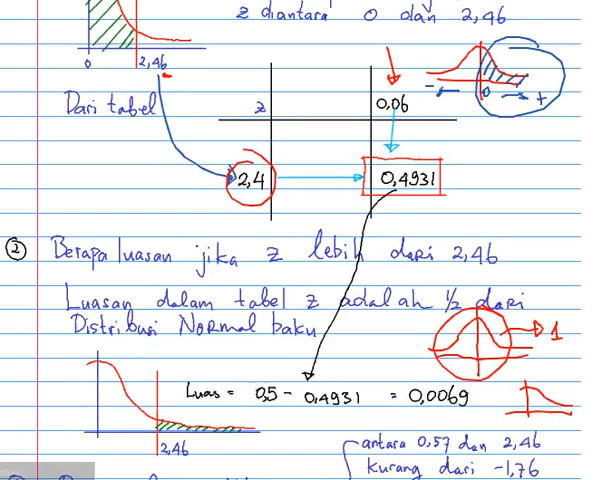 z diantara 0 dan 2,46
0 2,46
Dari tabel
z 0,06
- 0 +
2,4 0,4931
② Berapa luasan jika z lebih dari 2,46
Luasan dalam tabel z adalah ½ dari
Distribusi Normal baku
1
Luas = 0,5 - 0,4931 = 0,0069
2,46
antara 0,57 dan 2,46
kurang dari -1,76